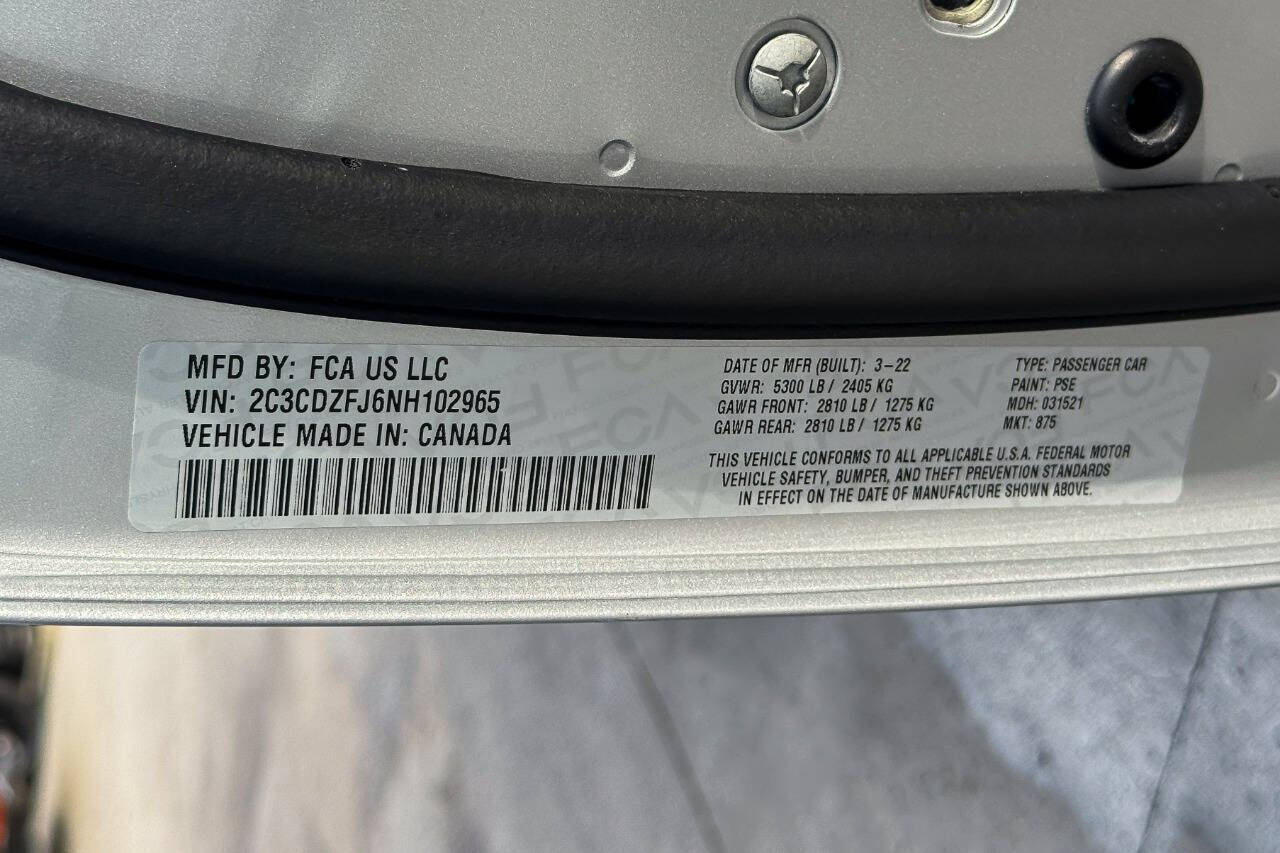 MFD BY: FCA US LLC
VIN: 2C3CDZFJ6NH102965
VEHICLE MADE IN: CANADA
DATE OF MFR (BUILT): 3-22
GVWR: 5300 LB / 2405 KG
GAWR FRONT: 2810 LB / 1275 KG
GAWR REAR: 2810 LB / 1275 KG
TYPE: PASSENGER CAR
PAINT: PSE
MDH: 031521
MKT: 875
THIS VEHICLE CONFORMS TO ALL APPLICABLE U.S.A. FEDERAL MOTOR
VEHICLE SAFETY, BUMPER, AND THEFT PREVENTION STANDARDS
IN EFFECT ON THE DATE OF MANUFACTURE SHOWN ABOVE.